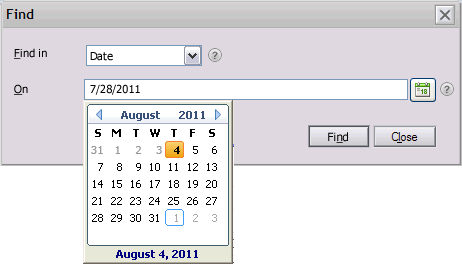 Find
Find in Date ?
On 7/28/2011 18 ?
August 2011
S M T W T F S
31 1 2 3 4 5 6
7 8 9 10 11 12 13
14 15 16 17 18 19 20
21 22 23 24 25 26 27
28 29 30 31 1 2 3
August 4, 2011
Find Close